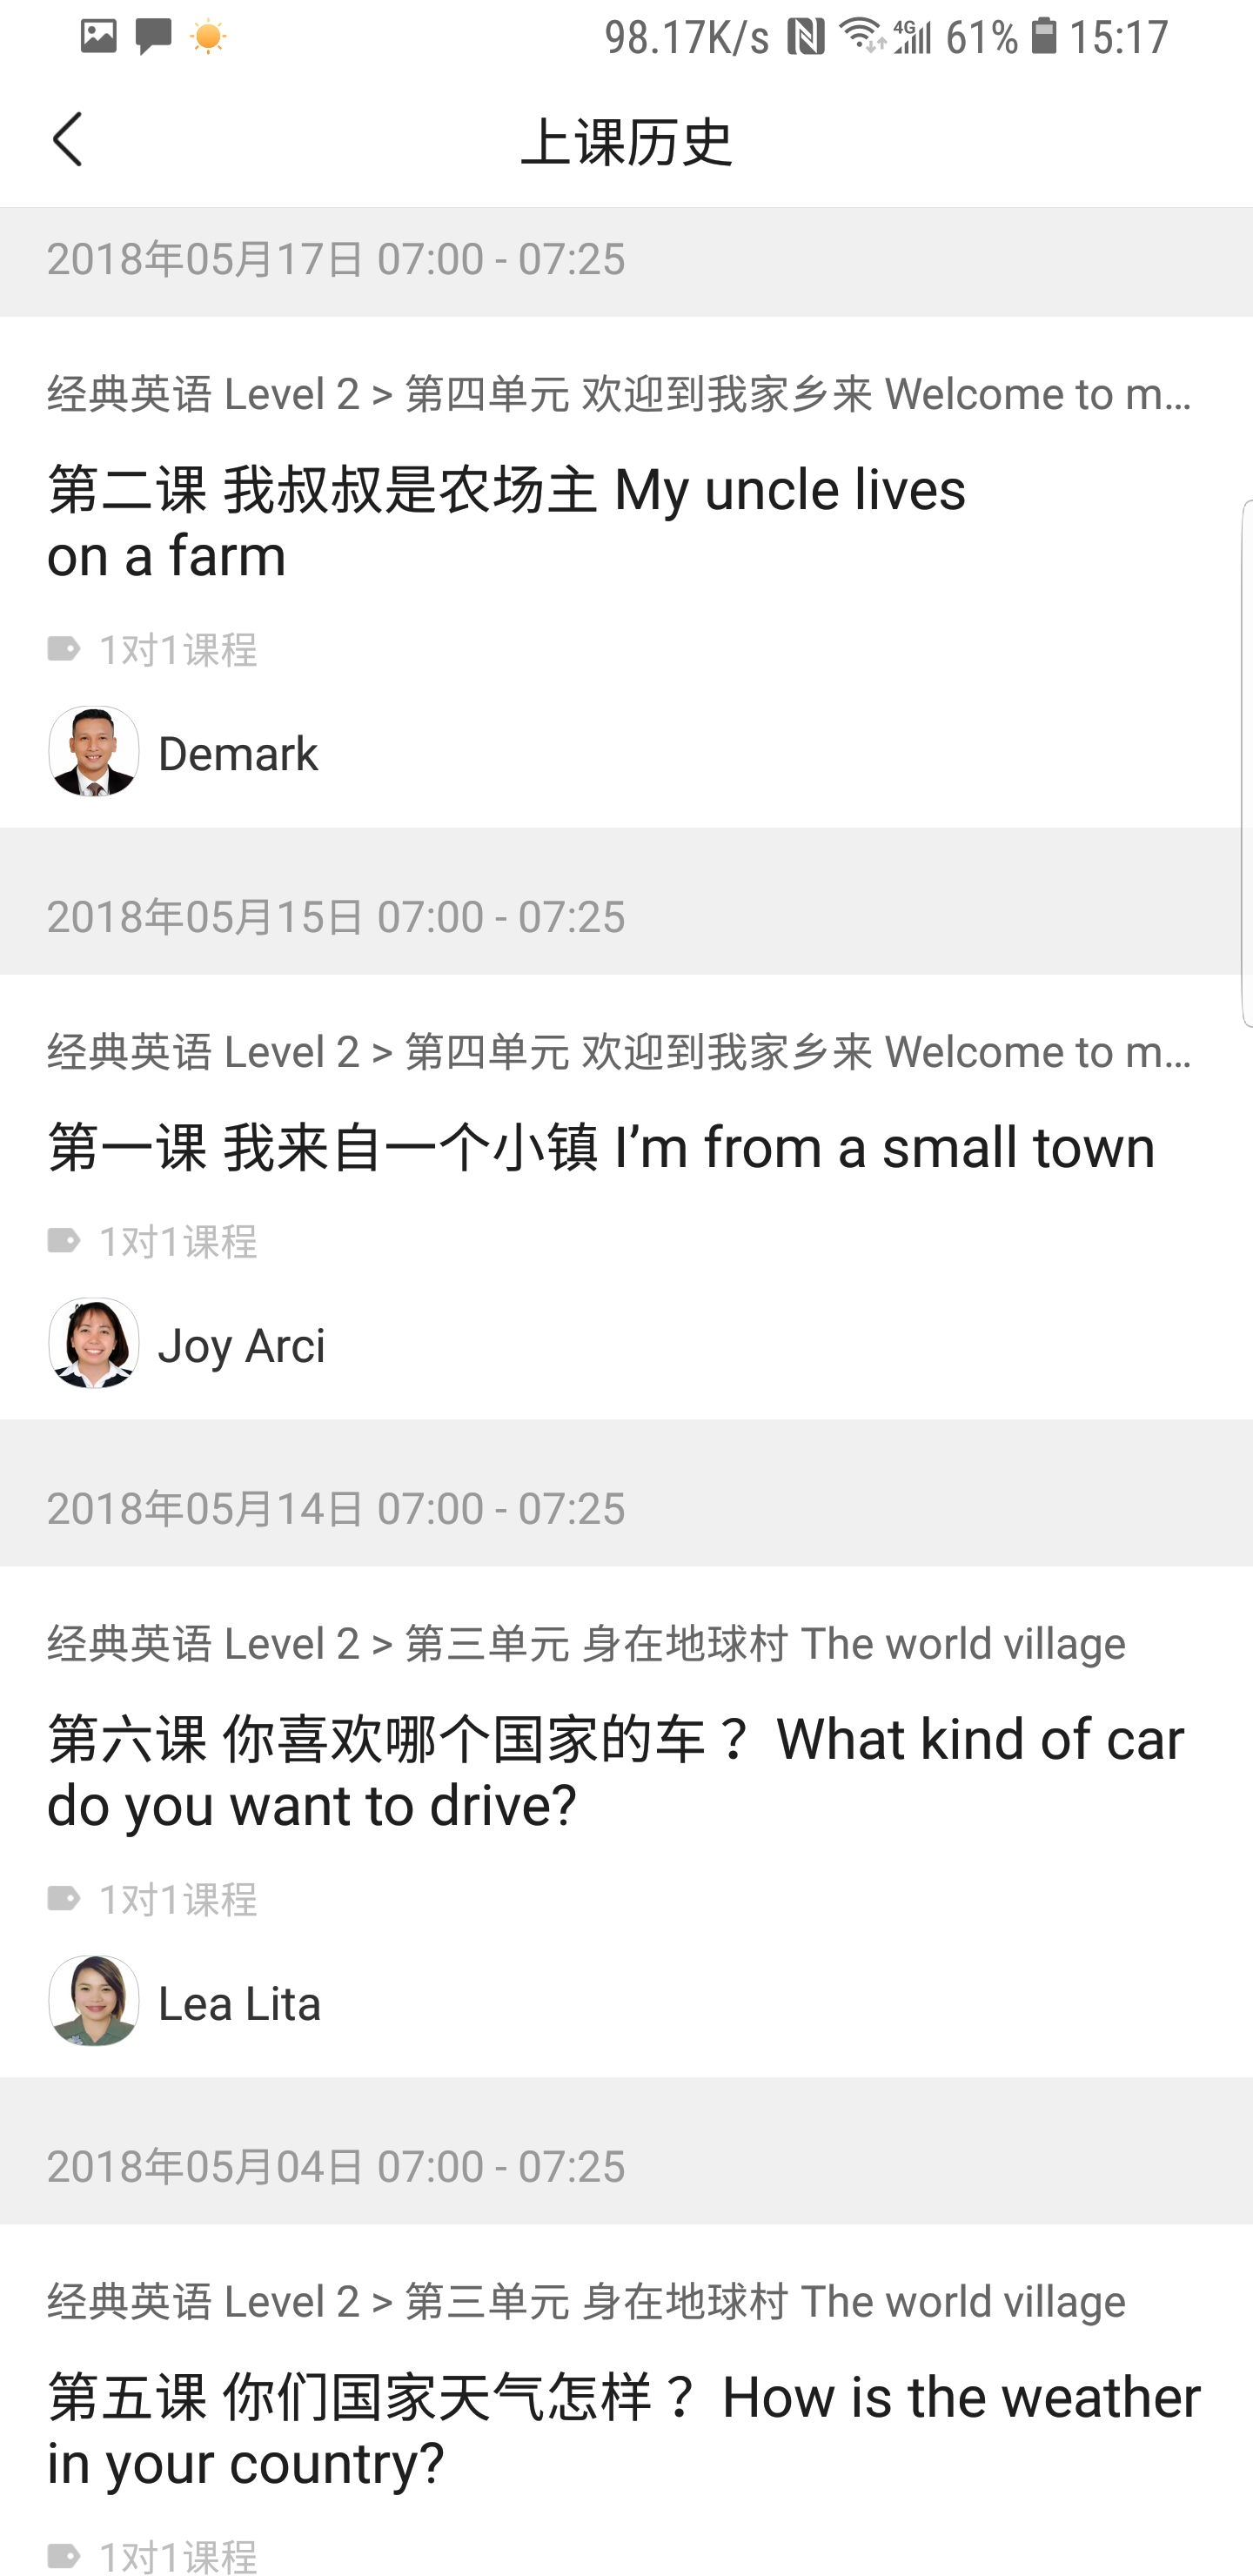 98.17K/s 4G 61% 15:17
上课历史
2018年05月17日 07:00 - 07:25
经典英语 Level 2 > 第四单元 欢迎到我家乡来 Welcome to m...
第二课 我叔叔是农场主 My uncle lives
on a farm
1对1课程
Demark
2018年05月15日 07:00 - 07:25
经典英语 Level 2 > 第四单元 欢迎到我家乡来 Welcome to m...
第一课 我来自一个小镇 I’m from a small town
1对1课程
Joy Arci
2018年05月14日 07:00 - 07:25
经典英语 Level 2 > 第三单元 身在地球村 The world village
第六课 你喜欢哪个国家的车？ What kind of car
do you want to drive?
1对1课程
Lea Lita
2018年05月04日 07:00 - 07:25
经典英语 Level 2 > 第三单元 身在地球村 The world village
第五课 你们国家天气怎样？ How is the weather
in your country?
1对1课程